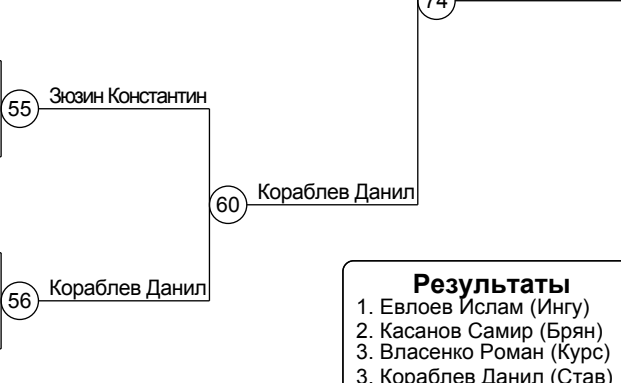 74
55
Зюзин Константин
60
Кораблев Данил
56
Кораблев Данил
Результаты
1. Евлоев Ислам (Ингу)
2. Касанов Самир (Брян)
3. Власенко Роман (Курс)
3. Кораблев Данил (Став)